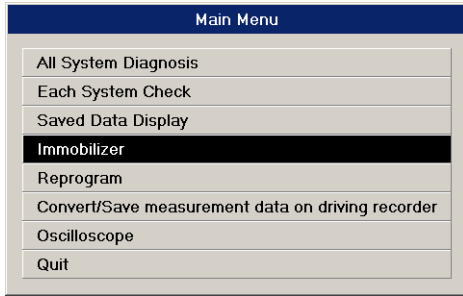 Main Menu
All System Diagnosis
Each System Check
Saved Data Display
Immobilizer
Reprogram
Convert/Save measurement data on driving recorder
Oscilloscope
Quit